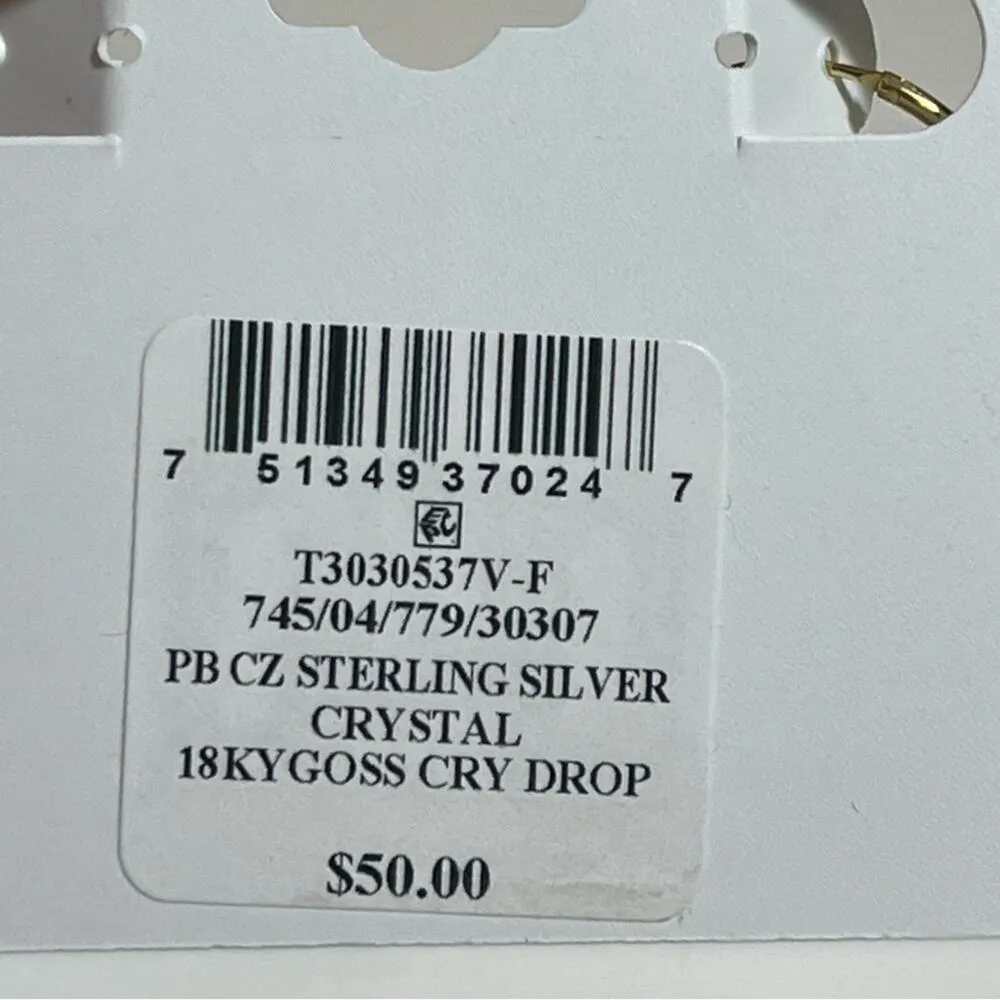 7 51349 37024 7
T3030537V-F
745/04/779/30307
PB CZ STERLING SILVER
CRYSTAL
18KYGOSS CRY DROP
$50.00